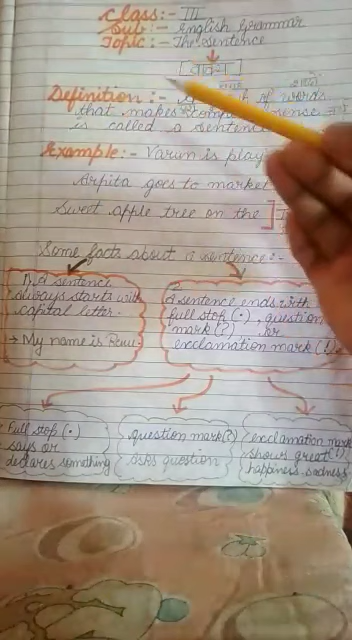 Class:- III
Sub:- English Grammar
Topic:- The Sentence
[वाक्य]
Definition:- of words
that makes sense
is called a sentence
Example:- Varun is play
Arpita goes to market
Sweet apple tree on the ]
Some facts about a sentence:-
1. A sentence
always starts with
capital letter.
→ My name is Renu.
2.
A sentence ends with
full stop (.), question
mark (?) or
exclamation mark (!)
Full stop (.)
says or
declares something
question mark (?)
asks question
exclamation mark
shows great (!)
happiness, sadness